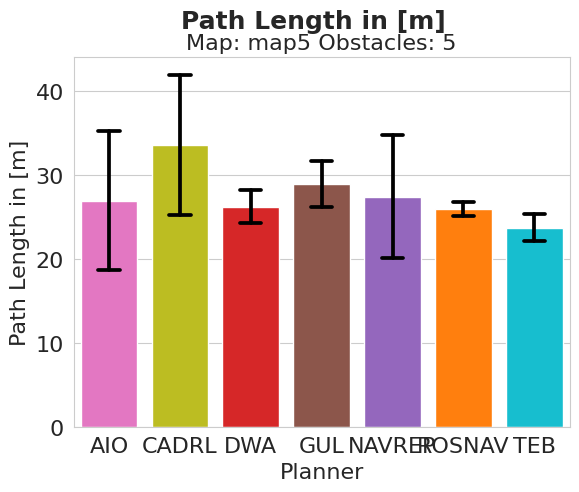 Path Length in [m]
Map: map5 Obstacles: 5
Path Length in [m]
40
30
20
10
0
AIO CADRL DWA GUL NAVREP ROSNAV TEB
Planner